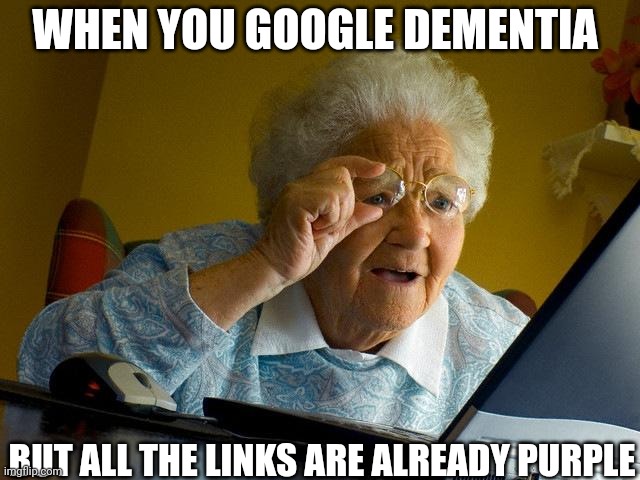 WHEN YOU GOOGLE DEMENTIA
BUT ALL THE LINKS ARE ALREADY PURPLE
imgflip.com